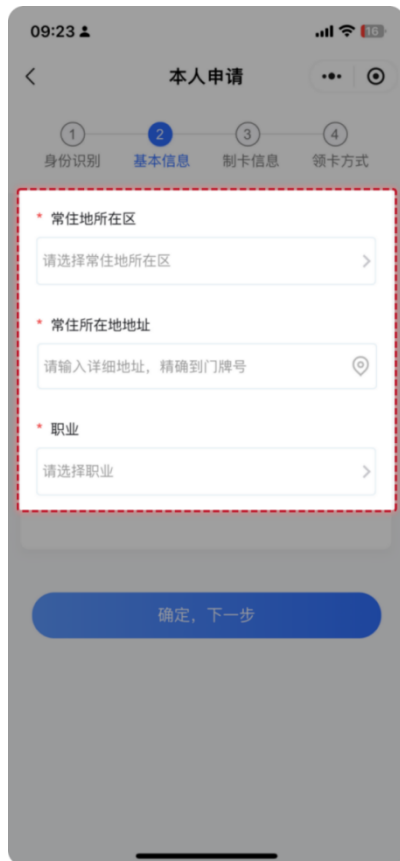 09:23
16
本人申请
1
2
3
4
身份识别
基本信息
制卡信息
领卡方式
* 常住地所在区
请选择常住地所在区
* 常住所在地地址
请输入详细地址，精确到门牌号
* 职业
请选择职业
确定，下一步